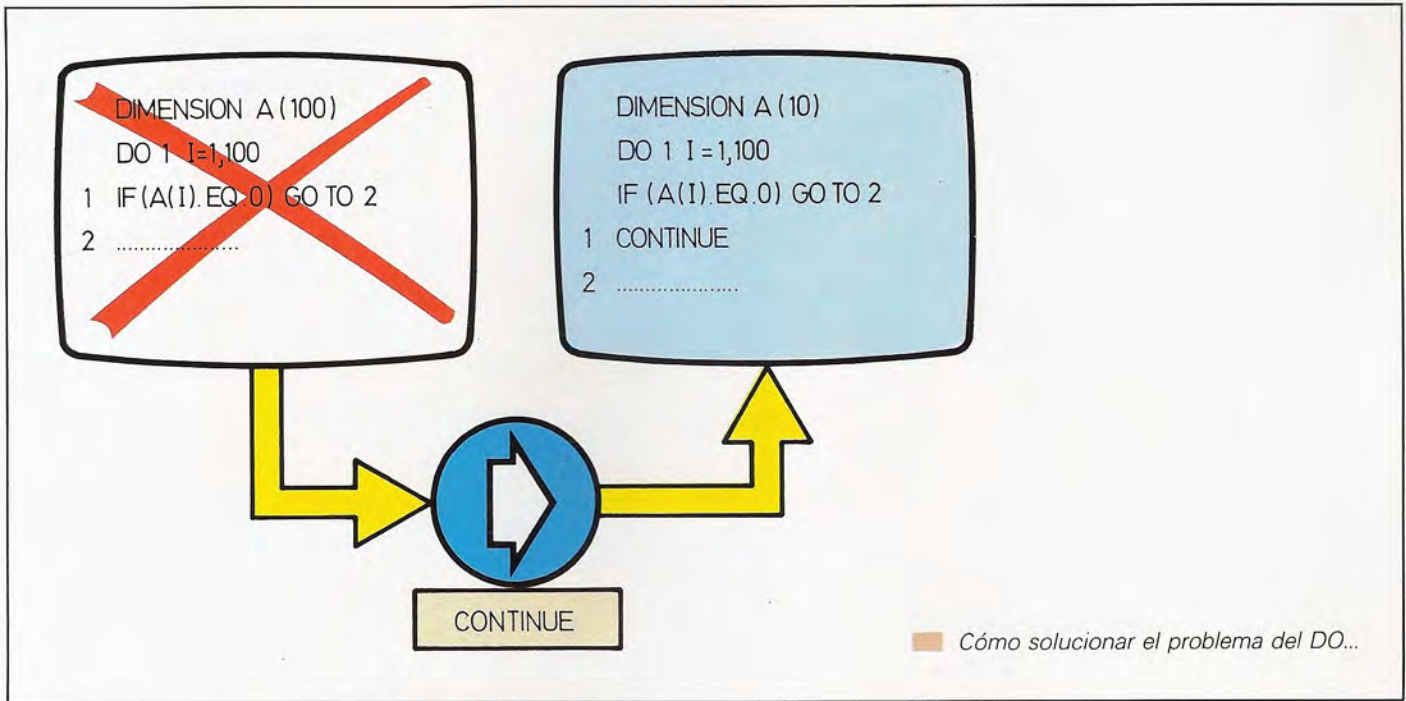 DIMENSION A (100)
DO 1 I=1,100
1 IF (A(I).EQ.0) GO TO 2
2 .....................
DIMENSION A (10)
DO 1 I=1,100
IF (A(I).EQ.0) GO TO 2
1 CONTINUE
2 .....................
CONTINUE
Cómo solucionar el problema del DO...